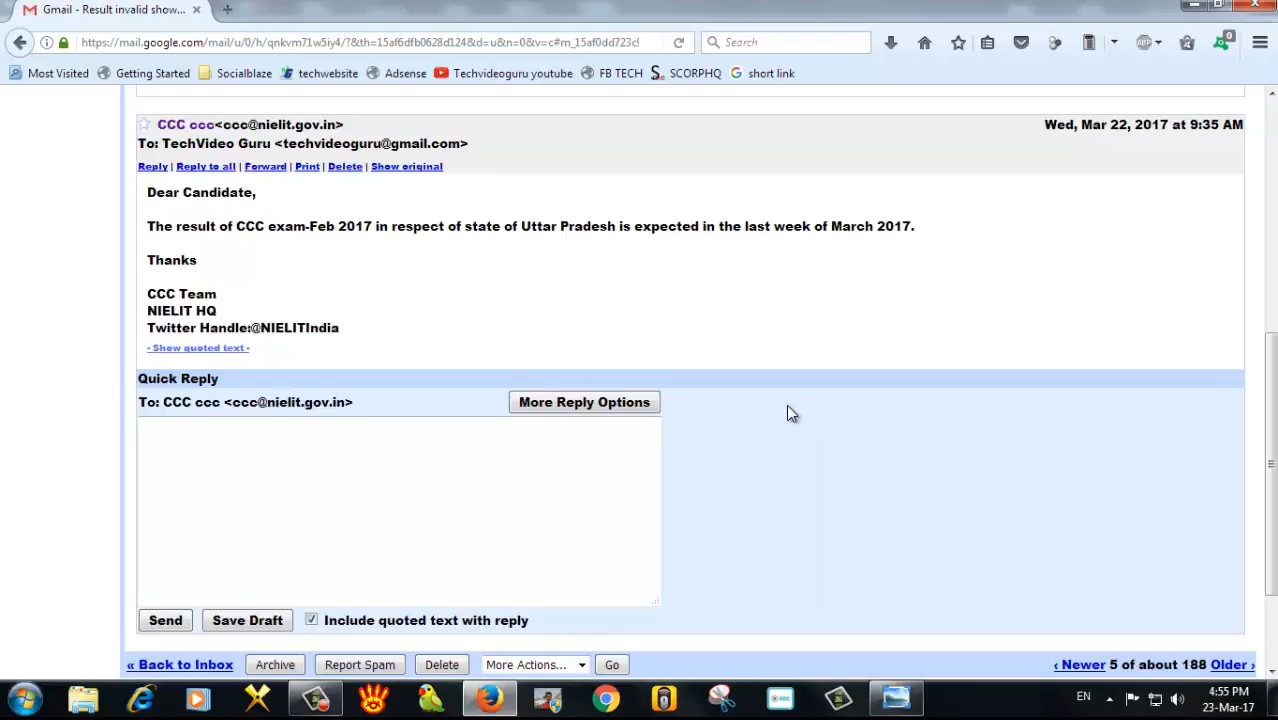 Gmail - Result invalid show...
https://mail.google.com/mail/u/0/h/qnkvm71w5iy4/?&th=15af6dfb0628d124&d=u&n=0&v=c#m_15af0dd723c
Search
0
ABP
Most Visited
Getting Started
Socialblaze
techwebsite
Adsense
Techvideoguru youtube
FB TECH
SCORPHQ
short link
CCC ccc<ccc@nielit.gov.in>
Wed, Mar 22, 2017 at 9:35 AM
To: TechVideo Guru <techvideoguru@gmail.com>
Reply | Reply to all | Forward | Print | Delete | Show original
Dear Candidate,
The result of CCC exam-Feb 2017 in respect of state of Uttar Pradesh is expected in the last week of March 2017.
Thanks
CCC Team
NIELIT HQ
Twitter Handle:@NIELITIndia
- Show quoted text -
Quick Reply
To: CCC ccc <ccc@nielit.gov.in>
More Reply Options
Send
Save Draft
Include quoted text with reply
« Back to Inbox
Archive
Report Spam
Delete
More Actions...
Go
‹ Newer 5 of about 188 Older ›
EN
4:55 PM
23-Mar-17